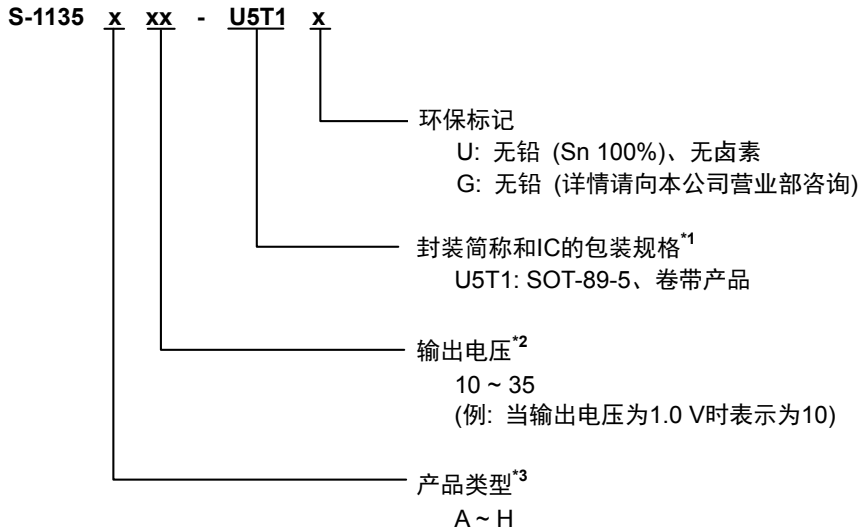 S-1135 x xx - U5T1 x
环保标记
U: 无铅 (Sn 100%)、无卤素
G: 无铅 (详情请向本公司营业部咨询)
封装简称和IC的包装规格*1
U5T1: SOT-89-5、卷带产品
输出电压*2
10 ~ 35
(例: 当输出电压为1.0 V时表示为10)
产品类型*3
A ~ H